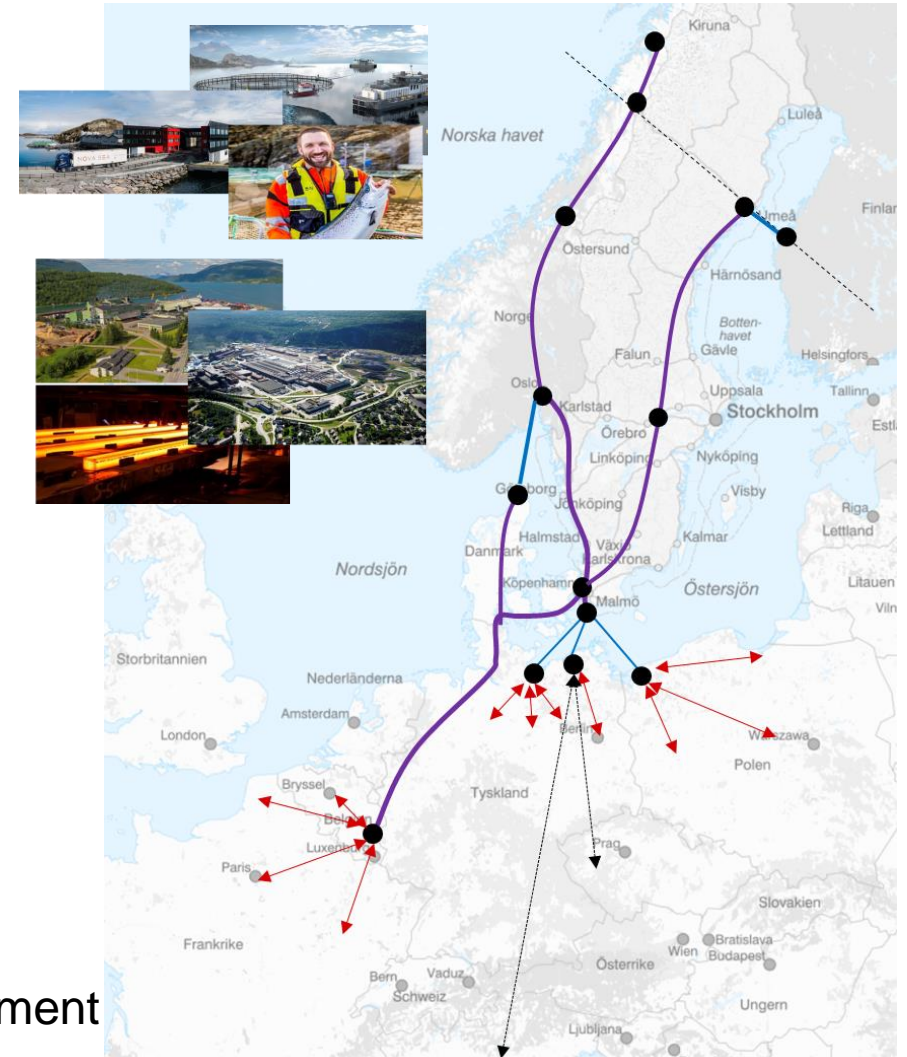 Kiruna
Luleå
Norska havet
NOVA SEA
Umeå
Finlan
Östersund
Härnösand
Norge
Botten-
havet
Falun
Gävle
Helsingfors
Oslo
Uppsala
Tallinn
Karlstad
Stockholm
Örebro
Estl
Linköping
Nyköping
Göteborg
Jönköping
Visby
Riga
Lettland
Halmstad
Växjö
Kalmar
Danmark
Karlskrona
Nordsjön
Köpenhamn
Östersjön
Litauen
Malmö
Viln
Storbritannien
Nederländerna
Amsterdam
Berlin
London
Warszawa
Polen
Bryssel
Tyskland
Belgien
Luxemburg
Prag
Paris
Slovakien
Frankrike
Wien
Bratislava
Budapest
Bern
Vaduz
Österrike
Schweiz
ment
Ungern
Ljubljana